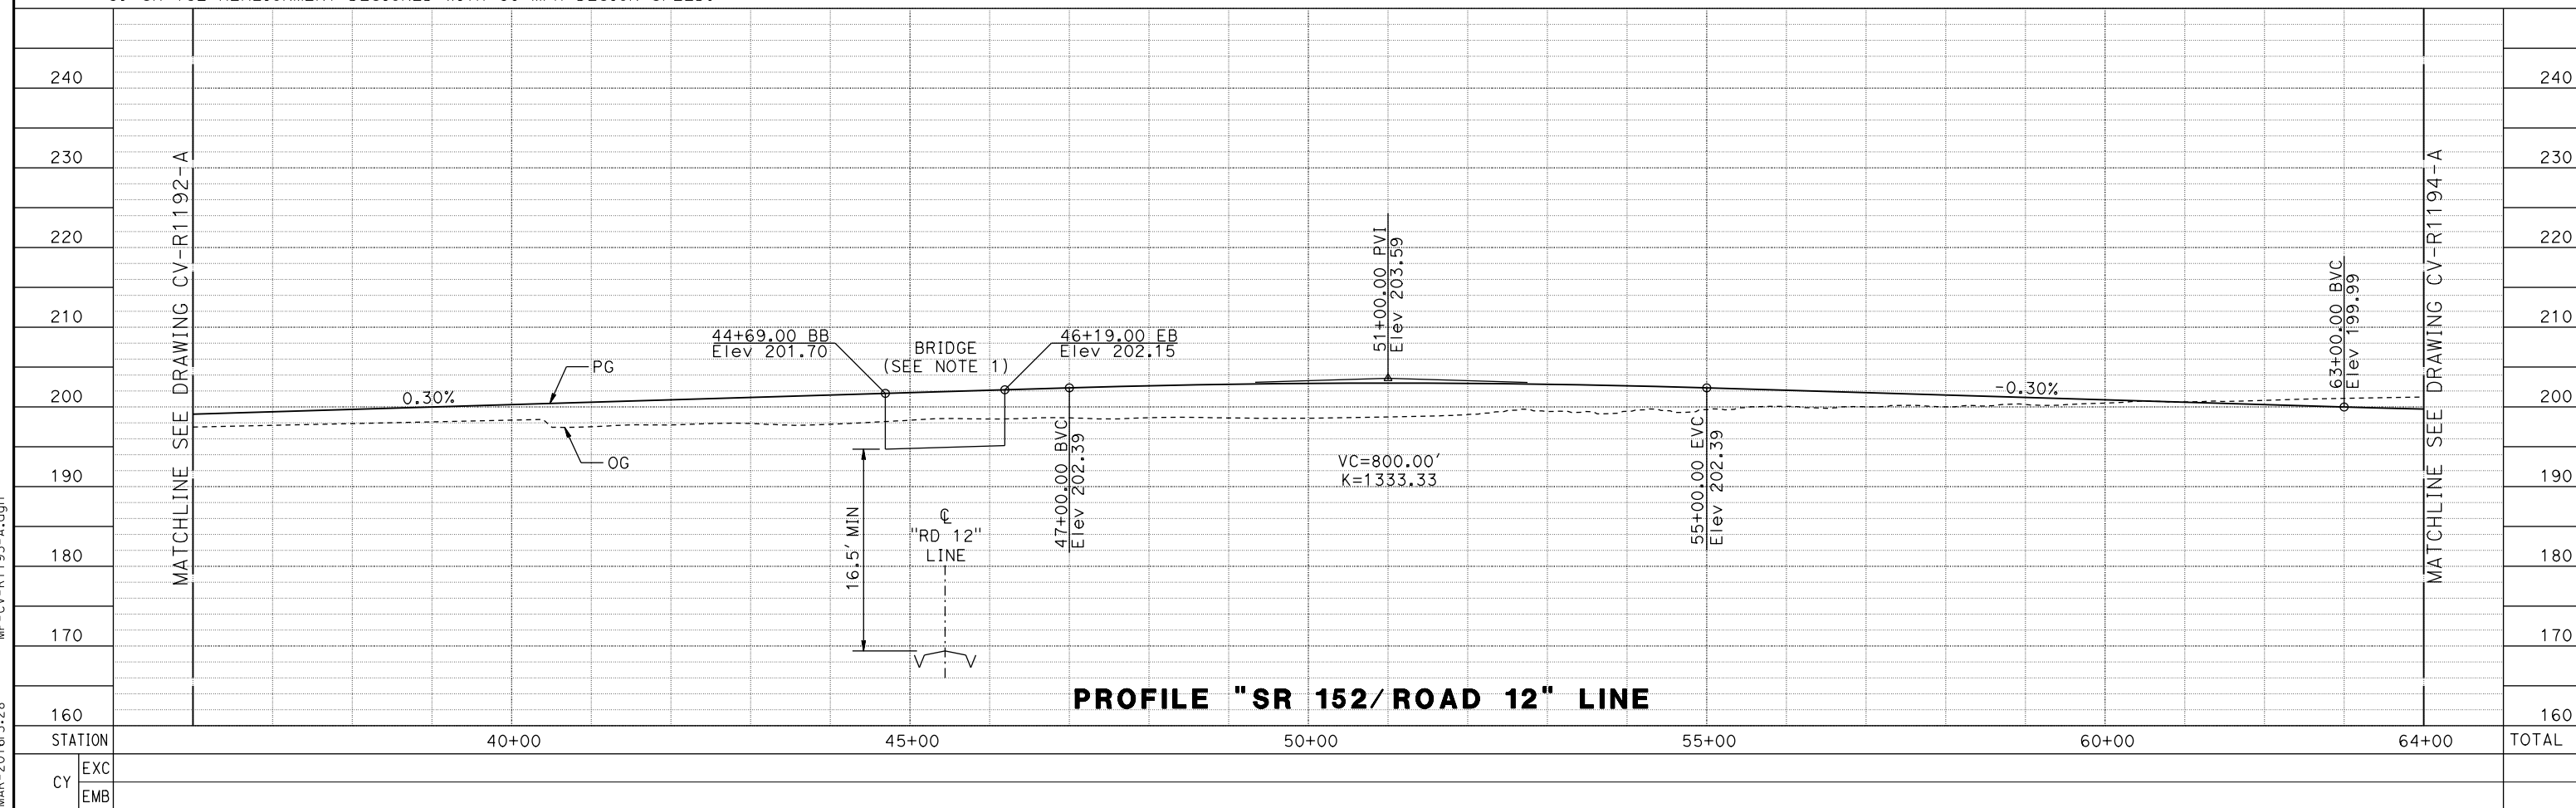 240
230
220
210
200
190
180
170
160
MATCHLINE SEE DRAWING CV-R1192-A
0.30%
PG
OG
44+69.00 BB
Elev 201.70
BRIDGE
(SEE NOTE 1)
46+19.00 EB
Elev 202.15
16.5' MIN
℄
"RD 12"
LINE
47+00.00 BVC
Elev 202.39
51+00.00 PVI
Elev 203.59
VC=800.00'
K=1333.33
55+00.00 EVC
Elev 202.39
-0.30%
63+00.00 BVC
Elev 199.99
MATCHLINE SEE DRAWING CV-R1194-A
240
230
220
210
200
190
180
170
160
PROFILE "SR 152/ROAD 12" LINE
STATION 40+00 45+00 50+00 55+00 60+00 64+00 TOTAL
CY
EXC
EMB